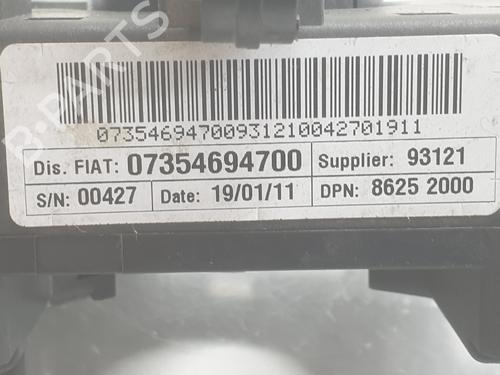 B-PARTS
07354694700931210042701911
Dis. FIAT: 07354694700 Supplier: 93121
S/N: 00427 Date: 19/01/11 DPN: 8625 2000